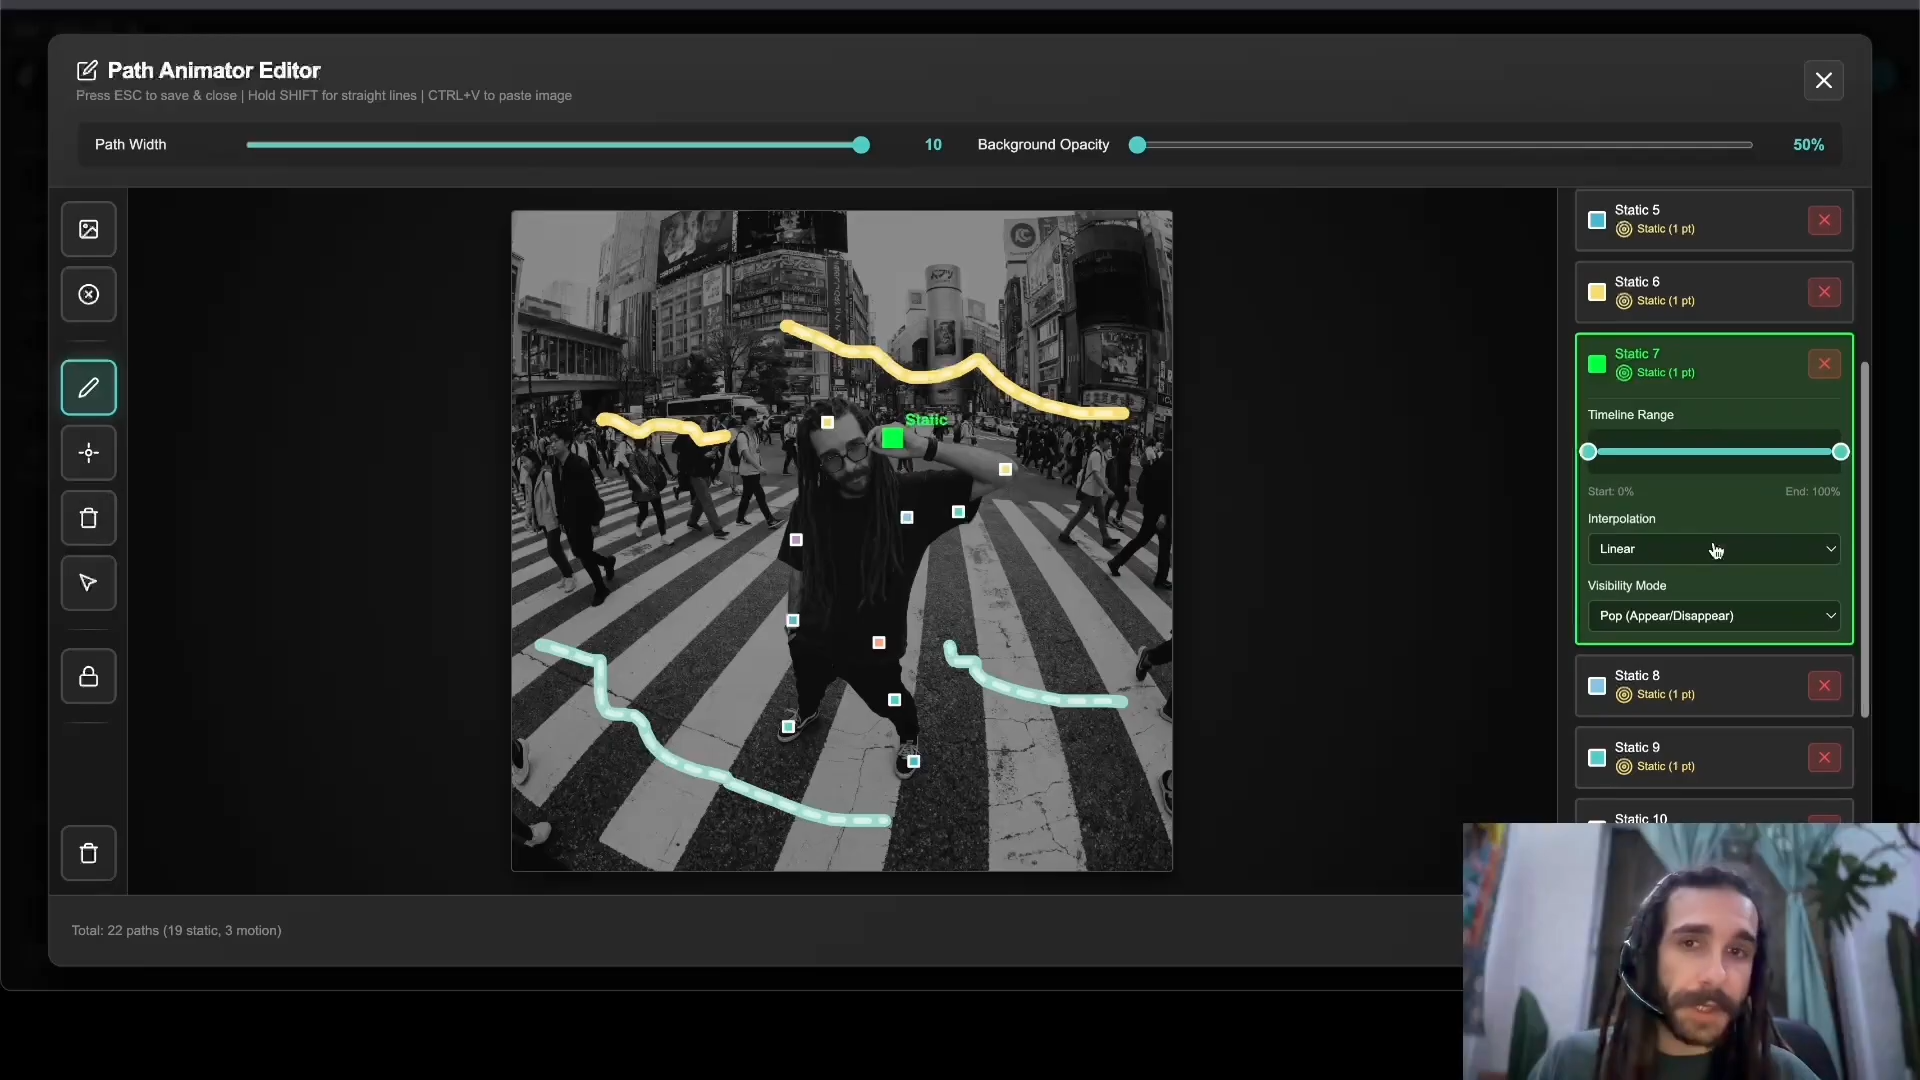 Path Animator Editor
Press ESC to save & close | Hold SHIFT for straight lines | CTRL+V to paste image
Path Width
10
Background Opacity
50%
Static 5
Static (1 pt)
Static 6
Static (1 pt)
Static 7
Static (1 pt)
Timeline Range
Start: 0%
End: 100%
Interpolation
Linear
Visibility Mode
Pop (Appear/Disappear)
Static 8
Static (1 pt)
Static 9
Static (1 pt)
Static 10
Static
Total: 22 paths (19 static, 3 motion)